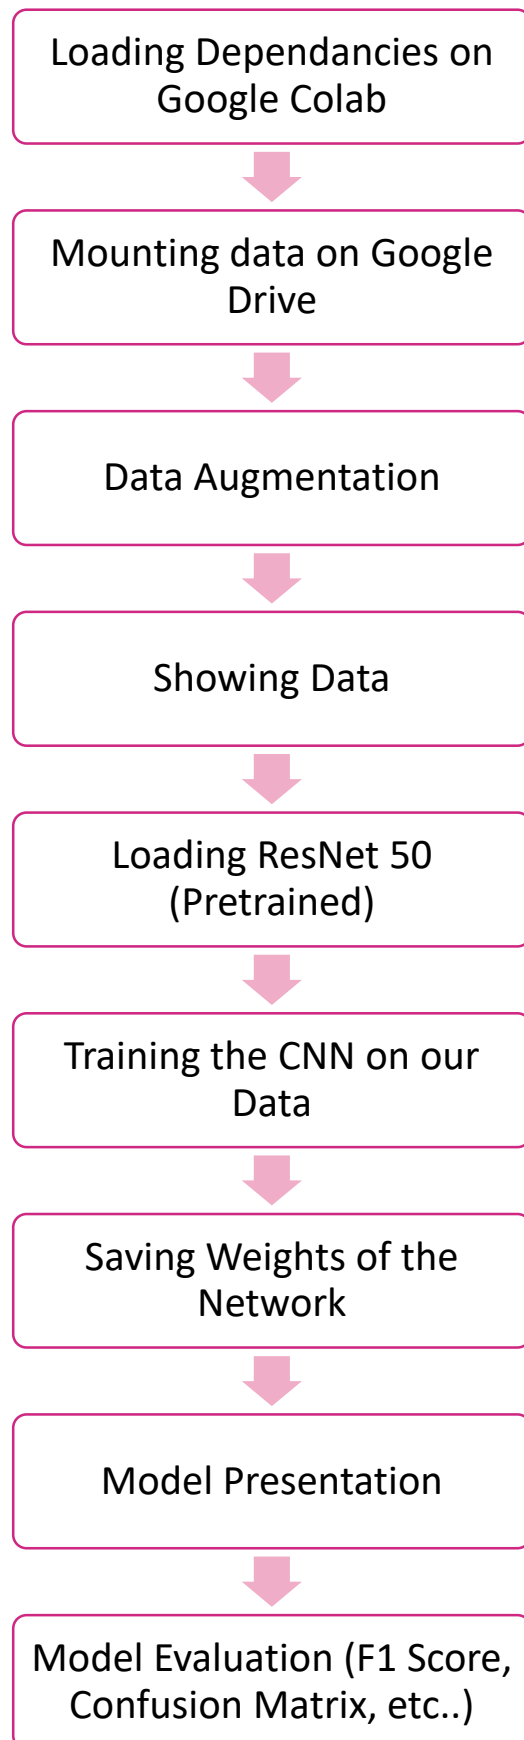 Loading Dependancies on
Google Colab
Mounting data on Google
Drive
Data Augmentation
Showing Data
Loading ResNet 50
(Pretrained)
Training the CNN on our
Data
Saving Weights of the
Network
Model Presentation
Model Evaluation (F1 Score,
Confusion Matrix, etc..)